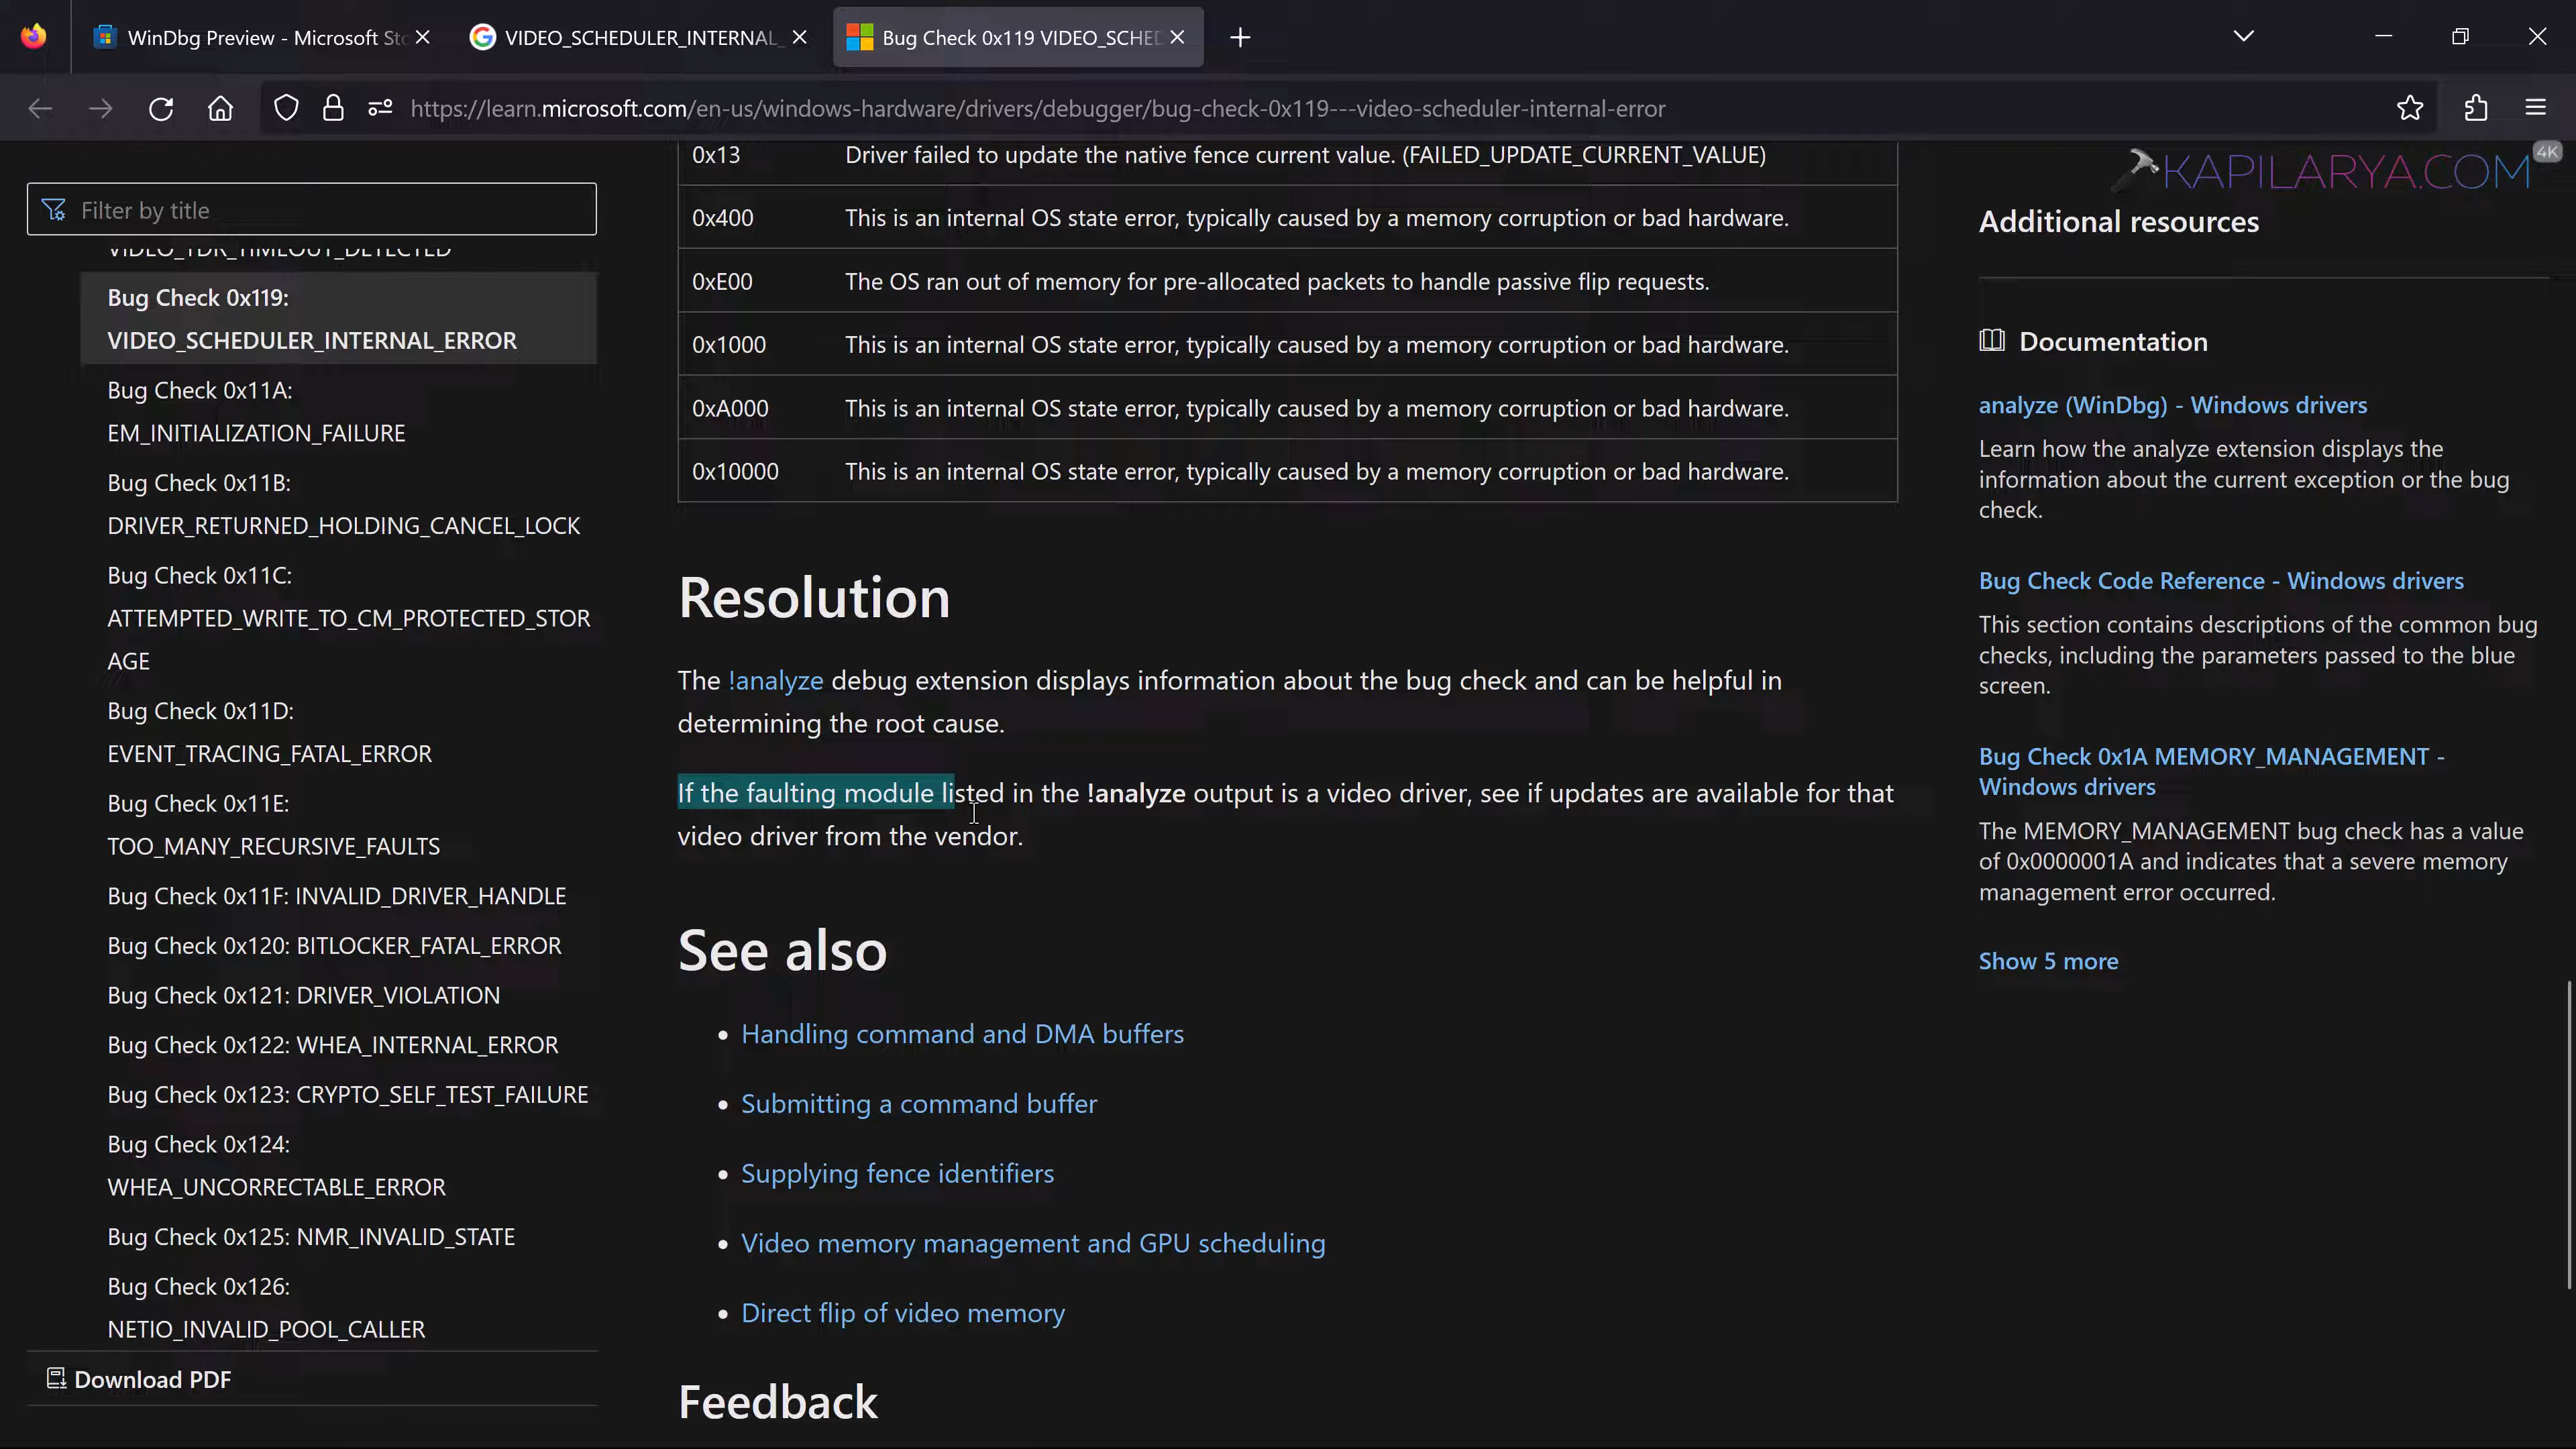 WinDbg Preview - Microsoft Sto
VIDEO_SCHEDULER_INTERNAL_
Bug Check 0x119 VIDEO_SCHED
https://learn.microsoft.com/en-us/windows-hardware/drivers/debugger/bug-check-0x119---video-scheduler-internal-error
4K
KAPILARYA.COM
Filter by title
VIDEO_TDR_TIMEOUT_DETECTED
Bug Check 0x119:
VIDEO_SCHEDULER_INTERNAL_ERROR
Bug Check 0x11A:
EM_INITIALIZATION_FAILURE
Bug Check 0x11B:
DRIVER_RETURNED_HOLDING_CANCEL_LOCK
Bug Check 0x11C:
ATTEMPTED_WRITE_TO_CM_PROTECTED_STOR
AGE
Bug Check 0x11D:
EVENT_TRACING_FATAL_ERROR
Bug Check 0x11E:
TOO_MANY_RECURSIVE_FAULTS
Bug Check 0x11F: INVALID_DRIVER_HANDLE
Bug Check 0x120: BITLOCKER_FATAL_ERROR
Bug Check 0x121: DRIVER_VIOLATION
Bug Check 0x122: WHEA_INTERNAL_ERROR
Bug Check 0x123: CRYPTO_SELF_TEST_FAILURE
Bug Check 0x124:
WHEA_UNCORRECTABLE_ERROR
Bug Check 0x125: NMR_INVALID_STATE
Bug Check 0x126:
NETIO_INVALID_POOL_CALLER
Download PDF
0x13 Driver failed to update the native fence current value. (FAILED_UPDATE_CURRENT_VALUE)
0x400 This is an internal OS state error, typically caused by a memory corruption or bad hardware.
0xE00 The OS ran out of memory for pre-allocated packets to handle passive flip requests.
0x1000 This is an internal OS state error, typically caused by a memory corruption or bad hardware.
0xA000 This is an internal OS state error, typically caused by a memory corruption or bad hardware.
0x10000 This is an internal OS state error, typically caused by a memory corruption or bad hardware.
Resolution
The !analyze debug extension displays information about the bug check and can be helpful in
determining the root cause.
If the faulting module listed in the !analyze output is a video driver, see if updates are available for that
video driver from the vendor.
See also
• Handling command and DMA buffers
• Submitting a command buffer
• Supplying fence identifiers
• Video memory management and GPU scheduling
• Direct flip of video memory
Feedback
Additional resources
Documentation
analyze (WinDbg) - Windows drivers
Learn how the analyze extension displays the
information about the current exception or the bug
check.
Bug Check Code Reference - Windows drivers
This section contains descriptions of the common bug
checks, including the parameters passed to the blue
screen.
Bug Check 0x1A MEMORY_MANAGEMENT -
Windows drivers
The MEMORY_MANAGEMENT bug check has a value
of 0x0000001A and indicates that a severe memory
management error occurred.
Show 5 more